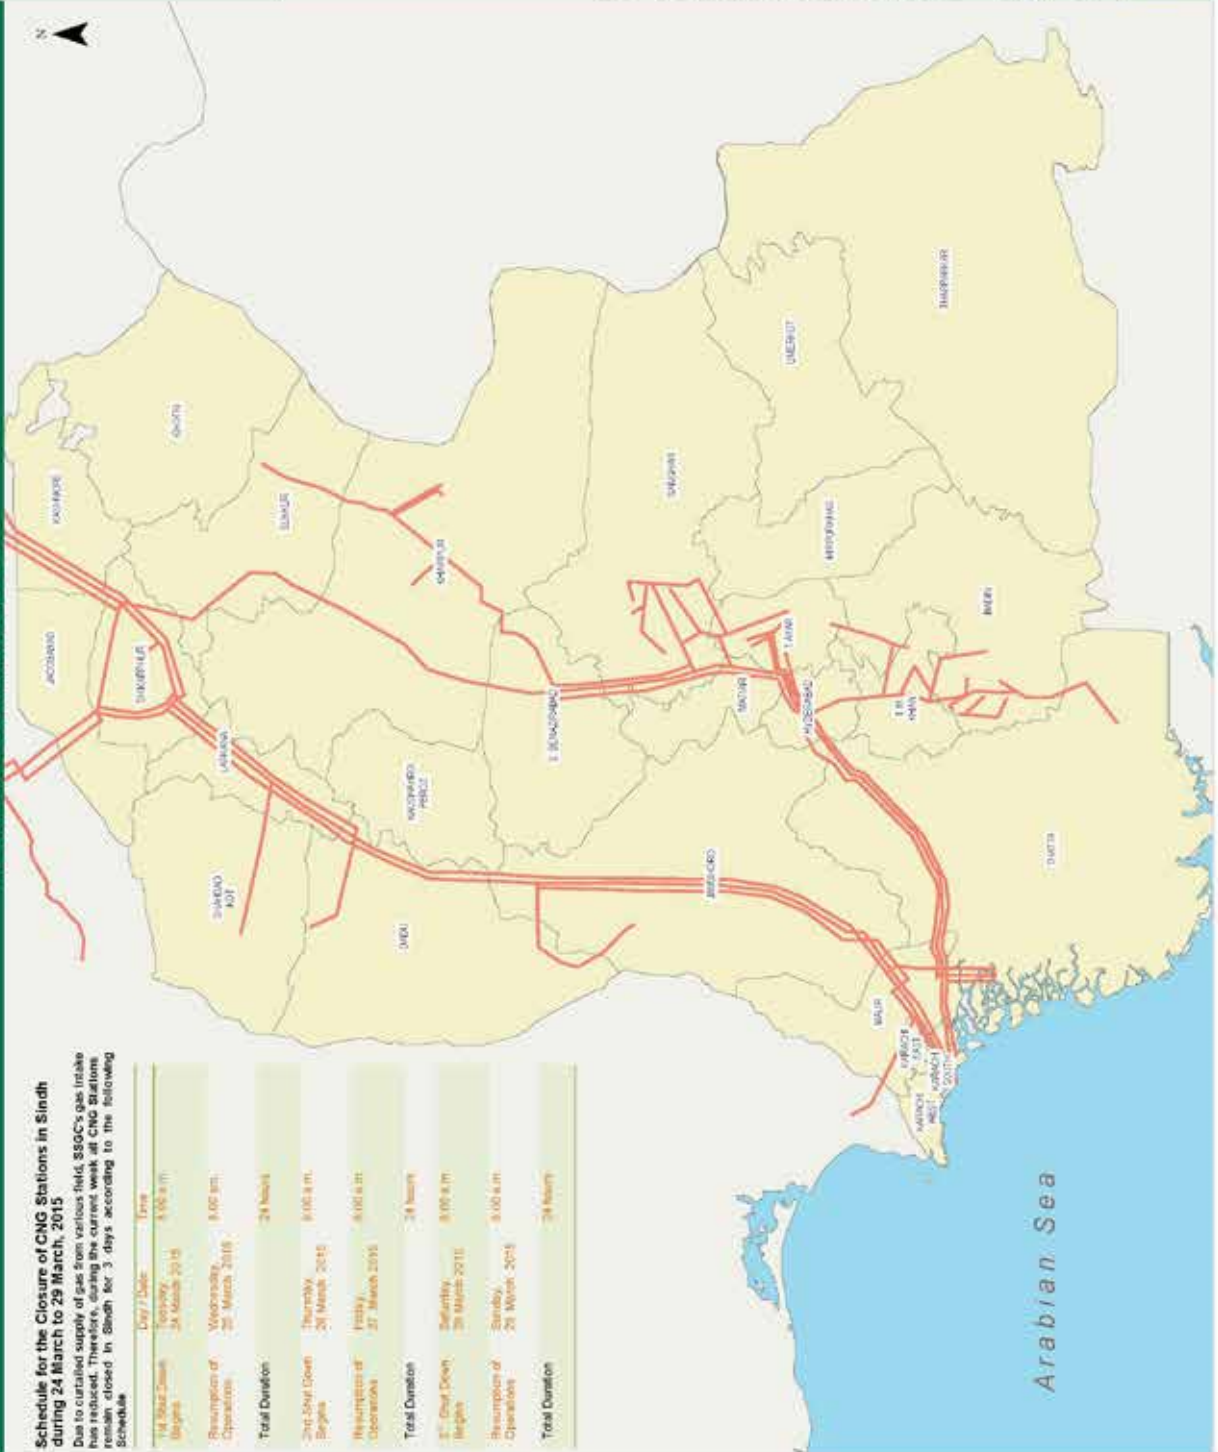 Schedule for the Closure of CNG Stations in Sindh
during 24 March to 29 March, 2015
Due to curtailed supply of gas from various field, SSGC's gas intake
has reduced. Therefore, during the current week all CNG Stations
remain closed in Sindh for 3 days according to the following
Schedule
Day / Date Time
1st Shut Down Tuesday, 8:00 a.m.
Begins 24 March 2015
Resumption of Wednesday, 8:00 am.
Operations 25 March 2015
Total Duration 24 hours
2nd Shut Down Thursday, 8:00 a.m.
Begins 26 March 2015
Resumption of Friday, 8:00 a.m.
Operations 27 March 2015
Total Duration 24 hours
Shut Down Saturday, 8:00 a.m.
Begins 28 March 2015
Resumption of Sunday, 8:00 a.m.
Operations 29 March 2015
Total Duration 24 hours
N
JACOBABAD
KASHMORE
SHIKARPUR
GHOTKI
SUKKUR
LARKANA
SHAHDAD
KOT
KHAIRPUR
NAOSHAHRO
FEROZ
DADU
S. BENAZIRABAD
SANGHAR
JAMSHORO
MATIARI
T.AYAR
UMERKOT
MIRPURKHAS
HYDERABAD
T. M.
KHAN
BADIN
THARPARKAR
MALIR
KARACHI
EAST
KARACHI
WEST
KARACHI
SOUTH
THATTA
Arabian Sea